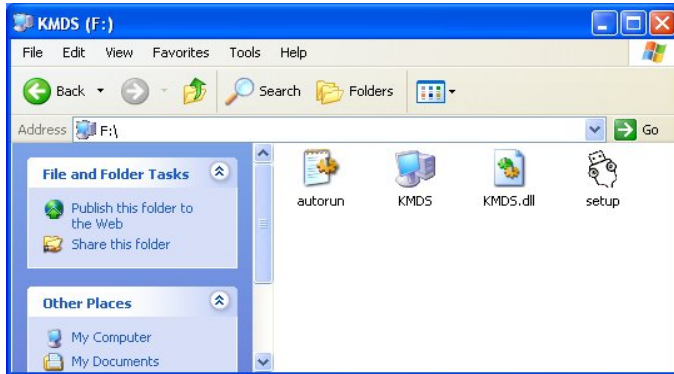 KMDS (F:)
File Edit View Favorites Tools Help
Back Search Folders
Address F:\ Go
File and Folder Tasks
Publish this folder to
the Web
Share this folder
Other Places
My Computer
My Documents
autorun KMDS KMDS.dll setup